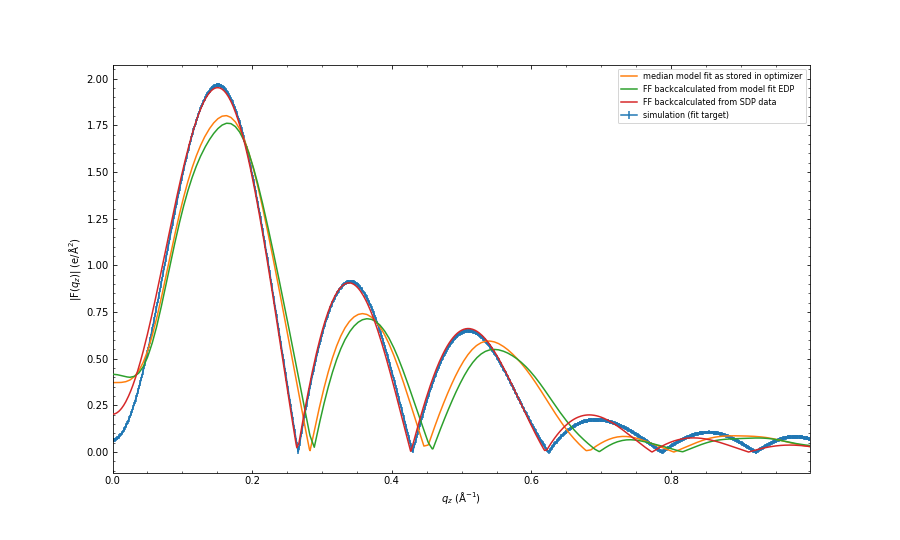 2.00
1.75
1.50
1.25
1.00
0.75
0.50
0.25
0.00
|F(q_z)| (e/Å²)
median model fit as stored in optimizer
FF backcalculated from model fit EDP
FF backcalculated from SDP data
simulation (fit target)
0.0 0.2 0.4 0.6 0.8
q_z (Å⁻¹)